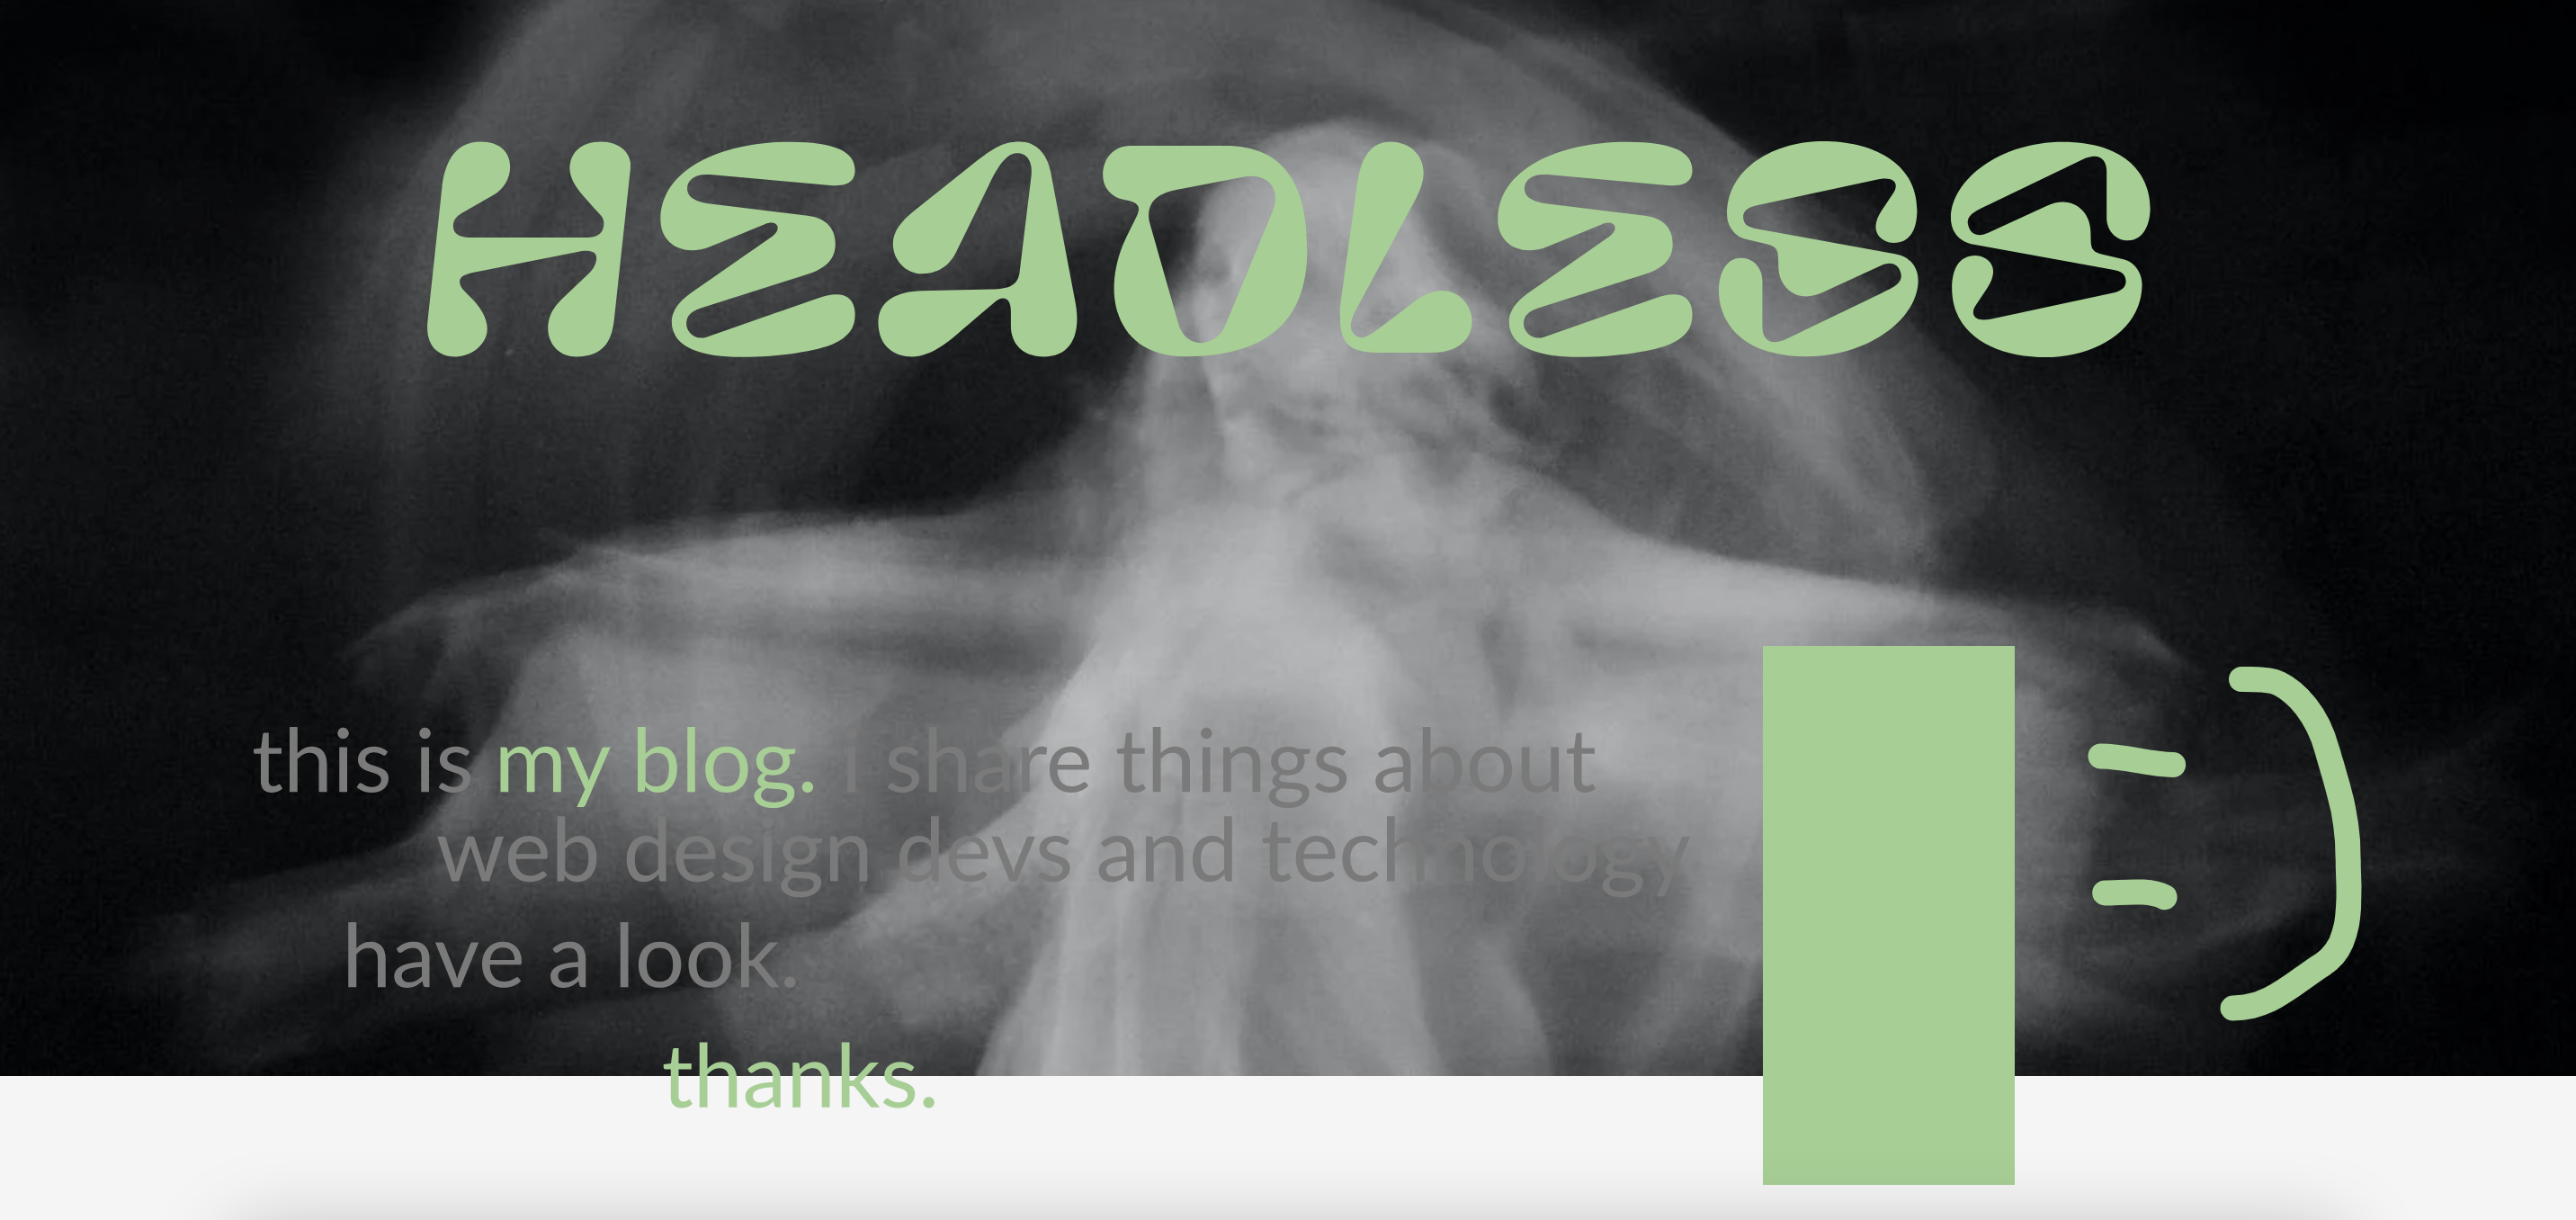 HEADLESS
this is my blog. i share things about
web design devs and technology
have a look.
thanks.